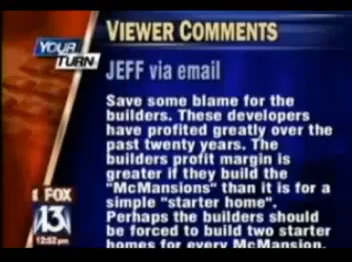 YOUR
TURN
VIEWER COMMENTS
JEFF via email
Save some blame for the
builders. These developers
have profited greatly over the
past twenty years. The
builders profit margin is
greater if they build the
"McMansions" than it is for a
simple "starter home".
Perhaps the builders should
be forced to build two starter
homes for every McMansion.
FOX
13
12:02 pm